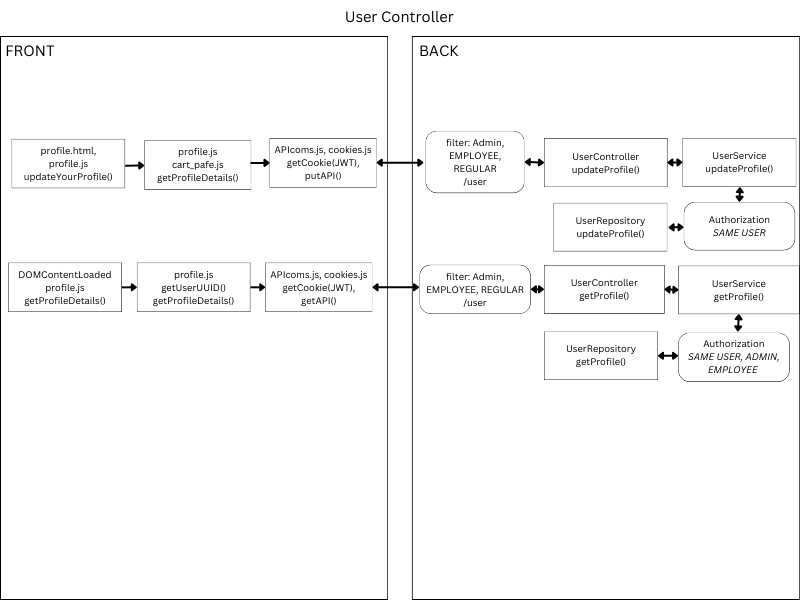 User Controller
FRONT
BACK
profile.html,
profile.js
updateYourProfile()
profile.js
cart_pafe.js
getProfileDetails()
APIcoms.js, cookies.js
getCookie(JWT),
putAPI()
filter: Admin,
EMPLOYEE,
REGULAR
/user
UserController
updateProfile()
UserService
updateProfile()
UserRepository
updateProfile()
Authorization
SAME USER
DOMContentLoaded
profile.js
getProfileDetails()
profile.js
getUserUUID()
getProfileDetails()
APIcoms.js, cookies.js
getCookie(JWT),
getAPI()
filter: Admin,
EMPLOYEE, REGULAR
/user
UserController
getProfile()
UserService
getProfile()
UserRepository
getProfile()
Authorization
SAME USER, ADMIN,
EMPLOYEE